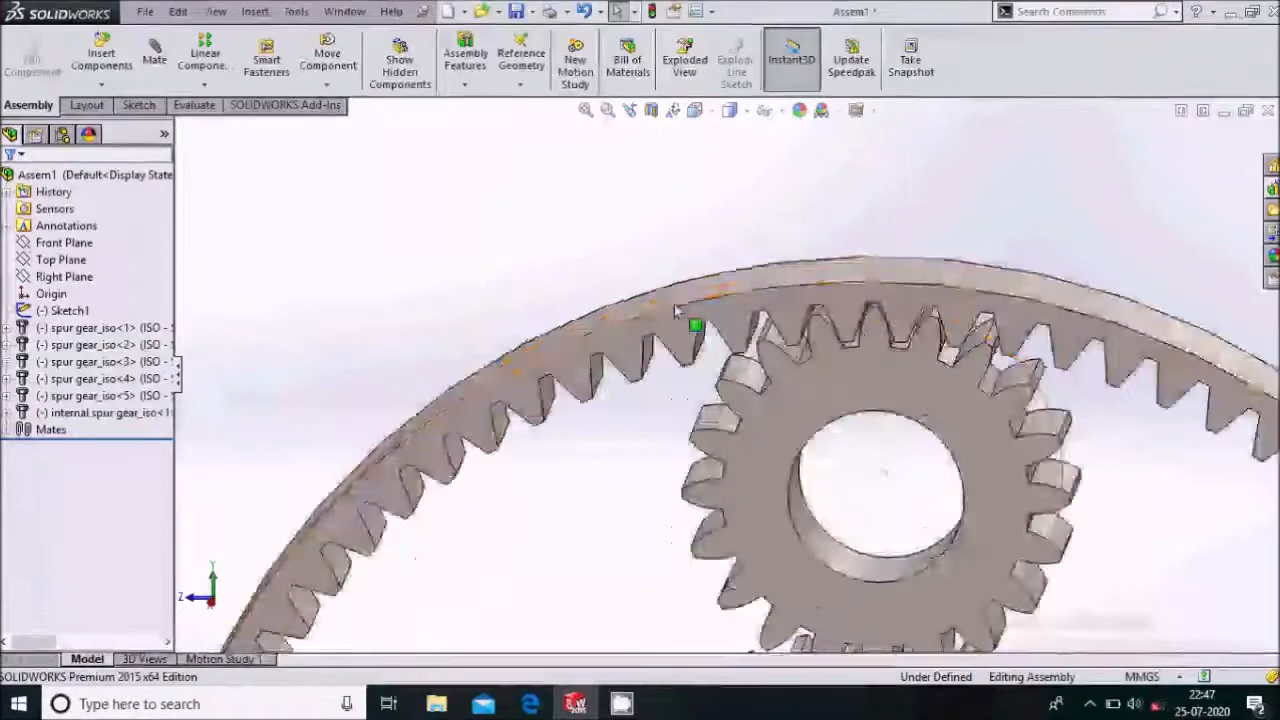 SOLIDWORKS File Edit View Insert Tools Window Help Assem1 * Search Commands
Edit Component
Insert Components
Mate
Linear Compone...
Smart Fasteners
Move Component
Show Hidden Components
Assembly Features
Reference Geometry
New Motion Study
Bill of Materials
Exploded View
Explode Line Sketch
Instant3D
Update Speedpak
Take Snapshot
Assembly Layout Sketch Evaluate SOLIDWORKS Add-Ins
Assem1 (Default<Display State
History
Sensors
Annotations
Front Plane
Top Plane
Right Plane
Origin
(-) Sketch1
(-) spur gear_iso<1> (ISO -
(-) spur gear_iso<2> (ISO -
(-) spur gear_iso<3> (ISO -
(-) spur gear_iso<4> (ISO -
(-) spur gear_iso<5> (ISO -
(-) internal spur gear_iso<1
Mates
Y
Z
Model 3D Views Motion Study 1
SOLIDWORKS Premium 2015 x64 Edition Under Defined Editing Assembly MMGS
Type here to search
22:47
25-07-2020